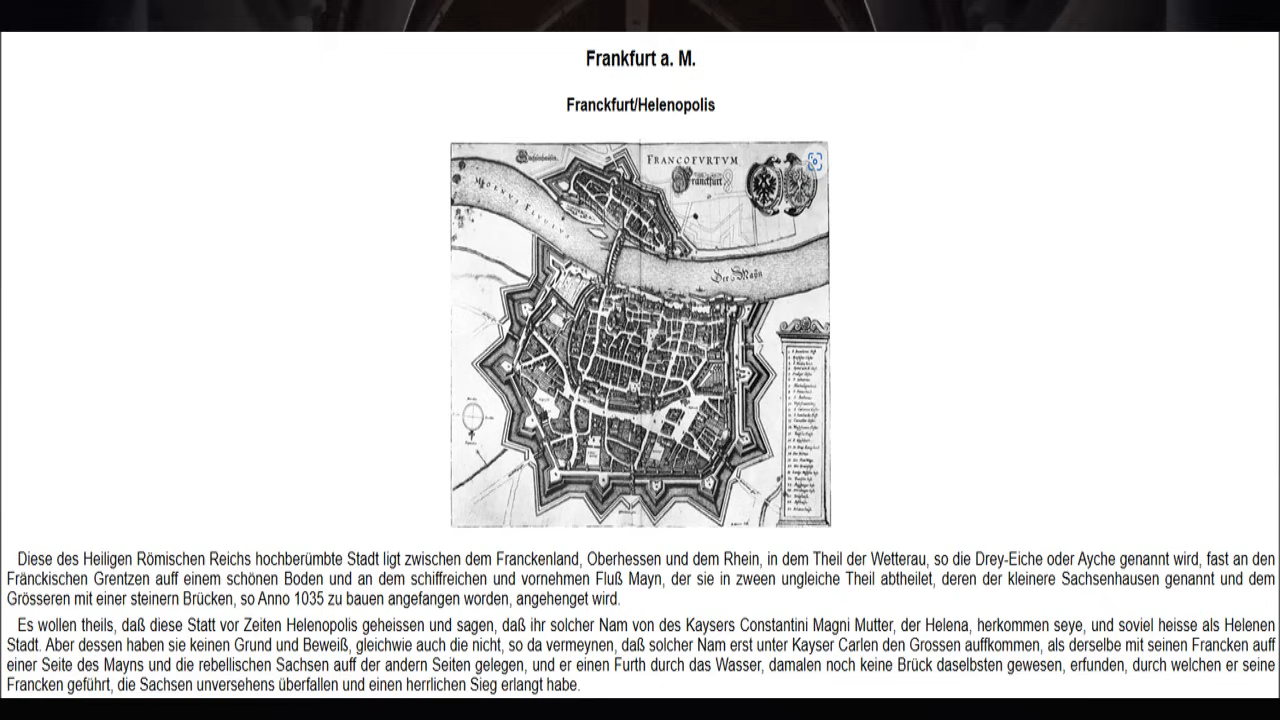 Frankfurt a. M.
Franckfurt/Helenopolis
FRANCOFVRTVM
Franckfurt
MOENVS FLVVIVS
Der Mayn
Diese des Heiligen Römischen Reichs hochberümbte Stadt ligt zwischen dem Franckenland, Oberhessen und dem Rhein, in dem Theil der Wetterau, so die Drey-Eiche oder Ayche genannt wird, fast an den
Fränckischen Grentzen auff einem schönen Boden und an dem schiffreichen und vornehmen Fluß Mayn, der sie in zween ungleiche Theil abtheilet, deren der kleinere Sachsenhausen genannt und dem
Grösseren mit einer steinern Brücken, so Anno 1035 zu bauen angefangen worden, angehenget wird.
Es wollen theils, daß diese Statt vor Zeiten Helenopolis geheissen und sagen, daß ihr solcher Nam von des Kaysers Constantini Magni Mutter, der Helena, herkommen seye, und soviel heisse als Helenen
Stadt. Aber dessen haben sie keinen Grund und Beweiß, gleichwie auch die nicht, so da vermeynen, daß solcher Nam erst unter Kayser Carlen den Grossen auffkommen, als derselbe mit seinen Francken auff
einer Seite des Mayns und die rebellischen Sachsen auff der andern Seiten gelegen, und er einen Furth durch das Wasser, damalen noch keine Brück daselbsten gewesen, erfunden, durch welchen er seine
Francken geführt, die Sachsen unversehens überfallen und einen herrlichen Sieg erlangt habe.